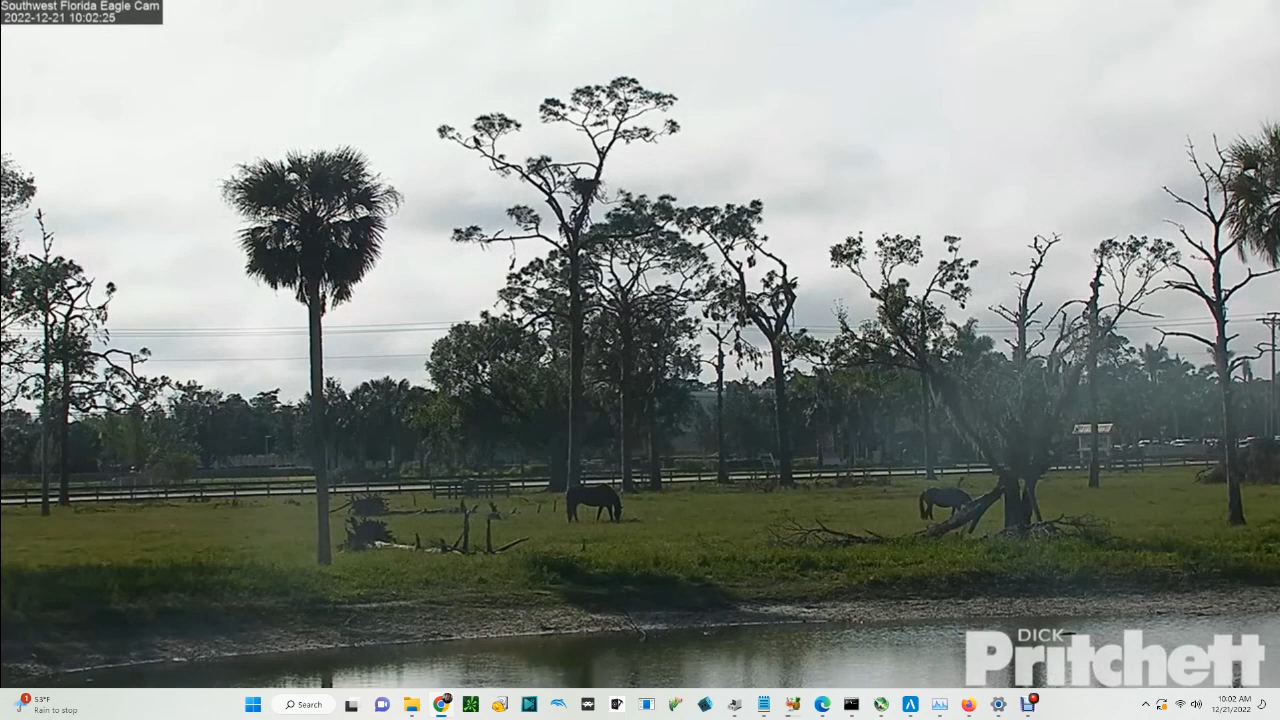 Southwest Florida Eagle Cam
2022-12-21 10:02:25
DICK
Pritchett
1
53°F
Rain to stop
Search
10:02 AM
12/21/2022